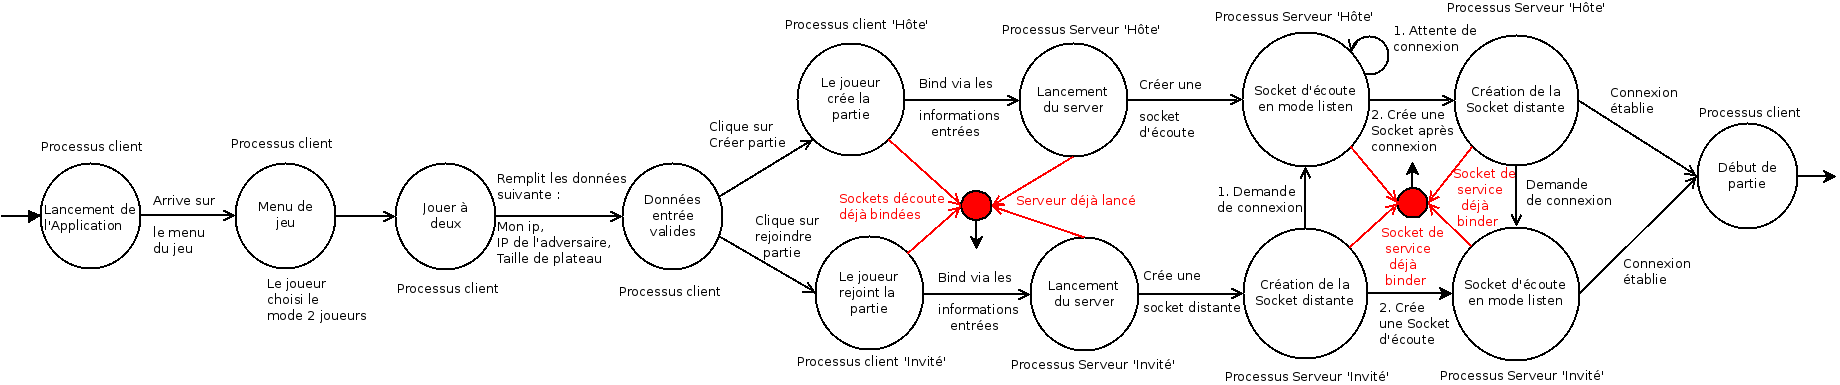 Processus client
Lancement de
l'Application
Arrive sur
le menu
du jeu
Processus client
Menu de
jeu
Le joueur
choisi le
mode 2 joueurs
Jouer à
deux
Processus client
Remplit les données
suivante :
Mon ip,
IP de l'adversaire,
Taille de plateau
Données
entrée
valides
Processus client
Clique sur
Créer partie
Clique sur
rejoindre
partie
Processus client 'Hôte'
Le joueur
crée la
partie
Bind via les
informations
entrées
Processus Serveur 'Hôte'
Lancement
du server
Créer une
socket
d'écoute
Sockets découte
déjà bindées
Serveur déjà lancé
Le joueur
rejoint la
partie
Processus client 'Invité'
Bind via les
informations
entrées
Lancement
du server
Processus Serveur 'Invité'
Crée une
socket distante
Processus Serveur 'Hôte'
Socket d'écoute
en mode listen
1. Attente de
connexion
2. Crée une
Socket après
connexion
Processus Serveur 'Hôte'
Création de la
Socket distante
Connexion
établie
1. Demande
de connexion
Socket de
service
déjà
binder
Socket de
service
déjà
binder
Demande
de connexion
Création de la
Socket distante
Processus Serveur 'Invité'
2. Crée
une Socket
d'écoute
Socket d'écoute
en mode listen
Processus Serveur 'Invité'
Connexion
établie
Processus client
Début de
partie